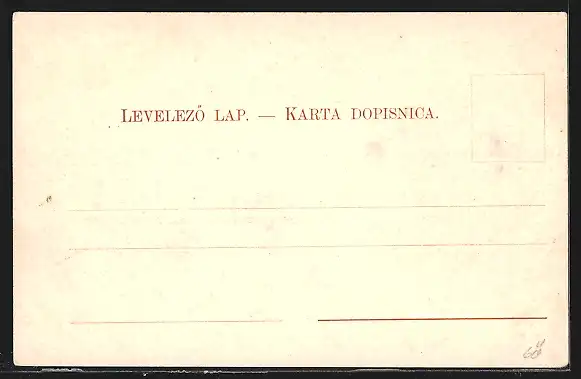 LEVELEZŐ LAP. — KARTA DOPISNICA.